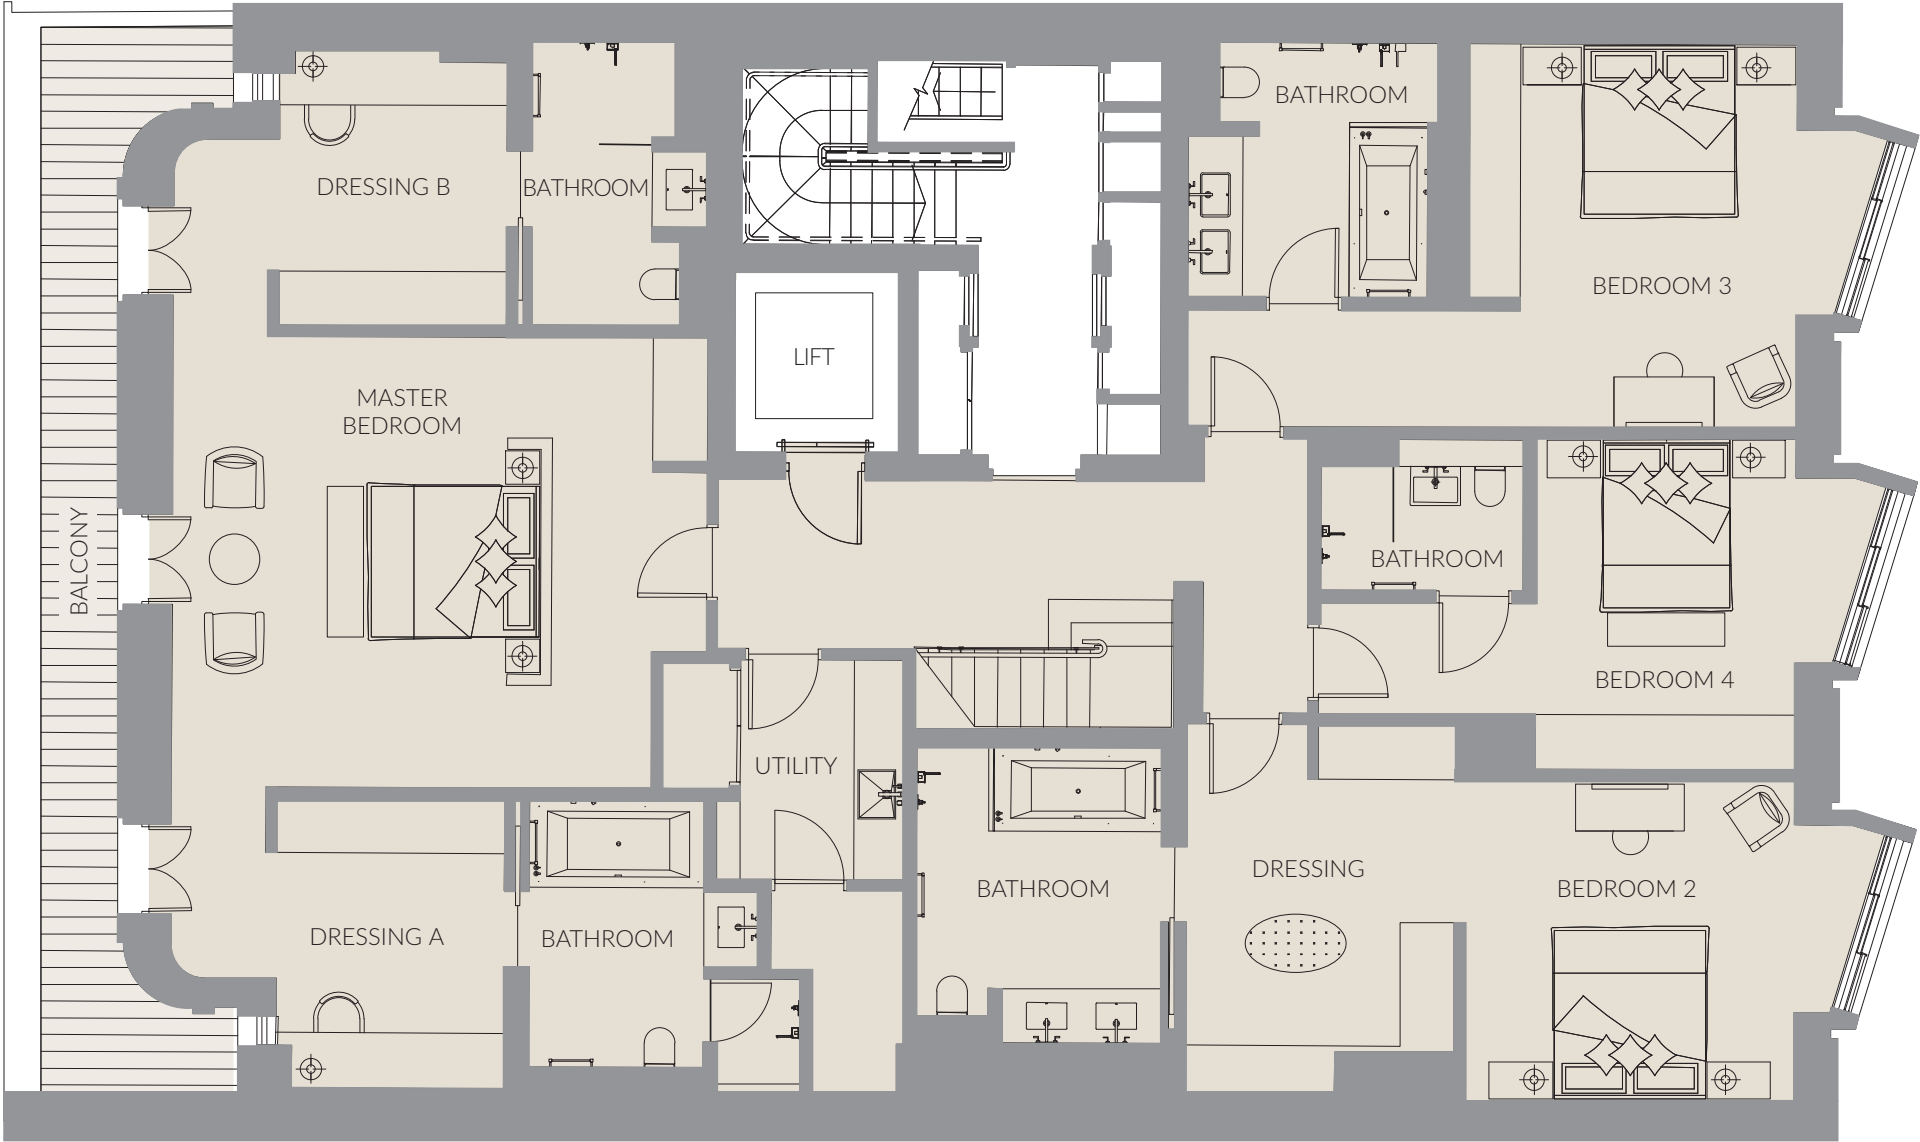 BATHROOM
DRESSING B
BATHROOM
BEDROOM 3
LIFT
MASTER
BEDROOM
BALCONY
BATHROOM
BEDROOM 4
UTILITY
DRESSING
BATHROOM
BEDROOM 2
DRESSING A
BATHROOM